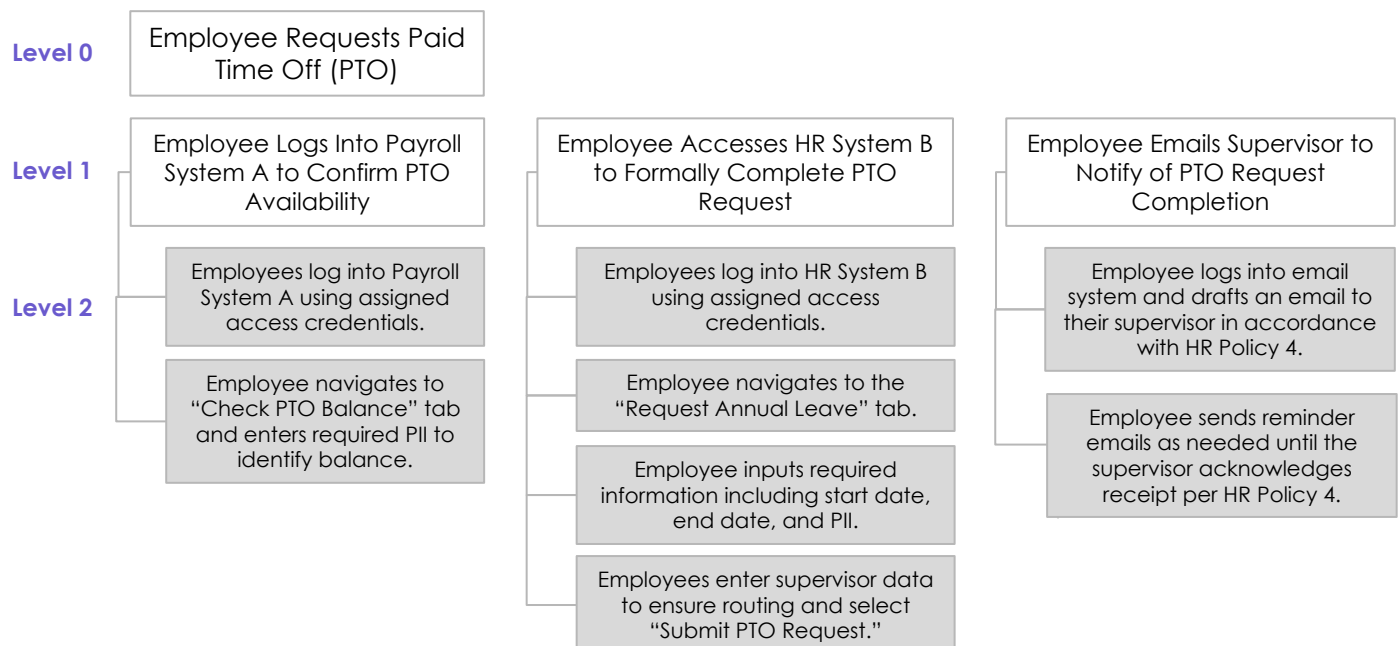 Level 0
Employee Requests Paid
Time Off (PTO)
Level 1
Employee Logs Into Payroll
System A to Confirm PTO
Availability
Employee Accesses HR System B
to Formally Complete PTO
Request
Employee Emails Supervisor to
Notify of PTO Request
Completion
Level 2
Employees log into Payroll
System A using assigned
access credentials.
Employee navigates to
“Check PTO Balance” tab
and enters required PII to
identify balance.
Employees log into HR System B
using assigned access
credentials.
Employee navigates to the
“Request Annual Leave” tab.
Employee inputs required
information including start date,
end date, and PII.
Employees enter supervisor data
to ensure routing and select
“Submit PTO Request.”
Employee logs into email
system and drafts an email to
their supervisor in accordance
with HR Policy 4.
Employee sends reminder
emails as needed until the
supervisor acknowledges
receipt per HR Policy 4.